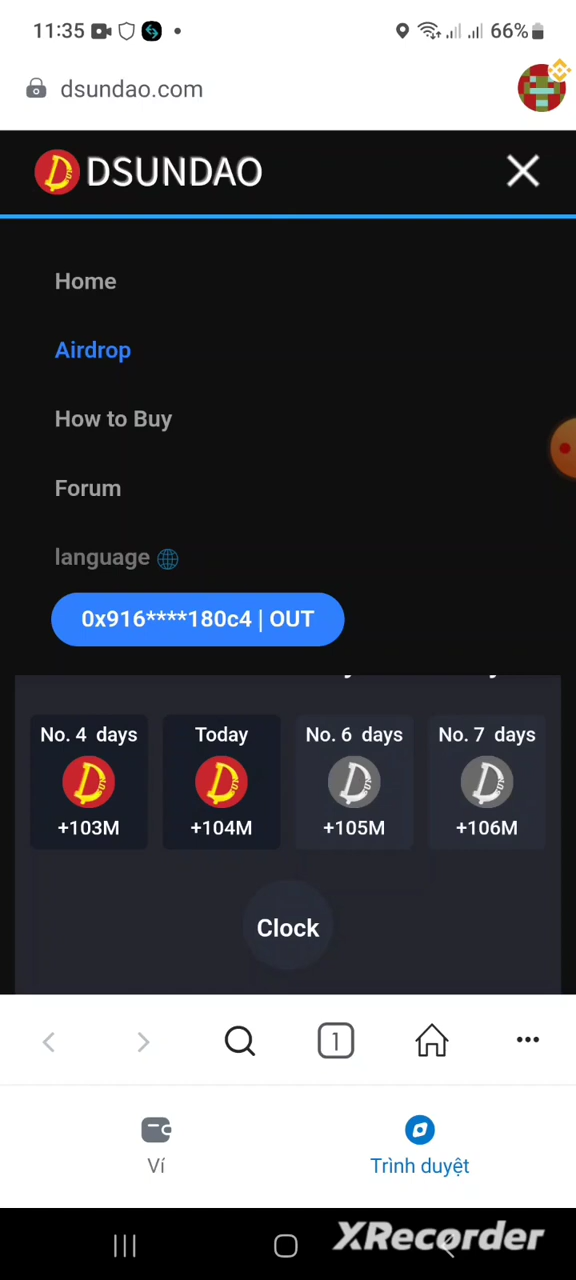 11:35
66%
dsundao.com
DSUNDAO
Home
Airdrop
How to Buy
Forum
language
0x916****180c4 | OUT
No. 4 days
Today
No. 6 days
No. 7 days
+103M
+104M
+105M
+106M
Clock
1
Ví
Trình duyệt
XRecorder